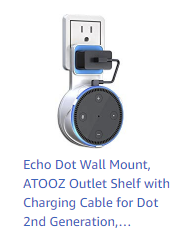 Echo Dot Wall Mount,
ATOOZ Outlet Shelf with
Charging Cable for Dot
2nd Generation,...